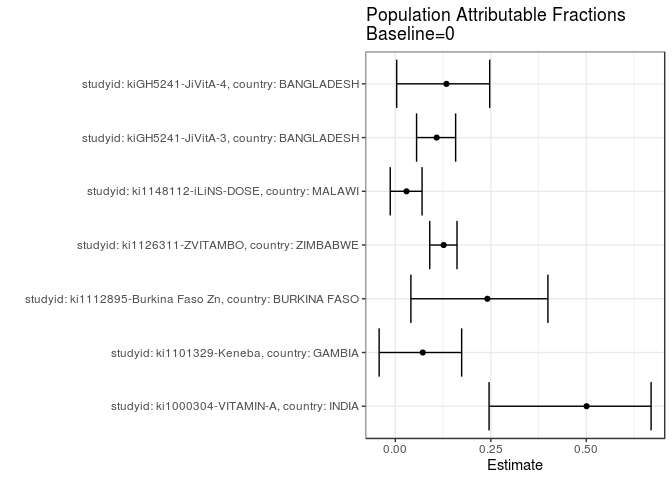 Population Attributable Fractions
Baseline=0
studyid: kiGH5241-JiVitA-4, country: BANGLADESH
studyid: kiGH5241-JiVitA-3, country: BANGLADESH
studyid: ki1148112-iLiNS-DOSE, country: MALAWI
studyid: ki1126311-ZVITAMBO, country: ZIMBABWE
studyid: ki1112895-Burkina Faso Zn, country: BURKINA FASO
studyid: ki1101329-Keneba, country: GAMBIA
studyid: ki1000304-VITAMIN-A, country: INDIA
0.00 0.25 0.50
Estimate